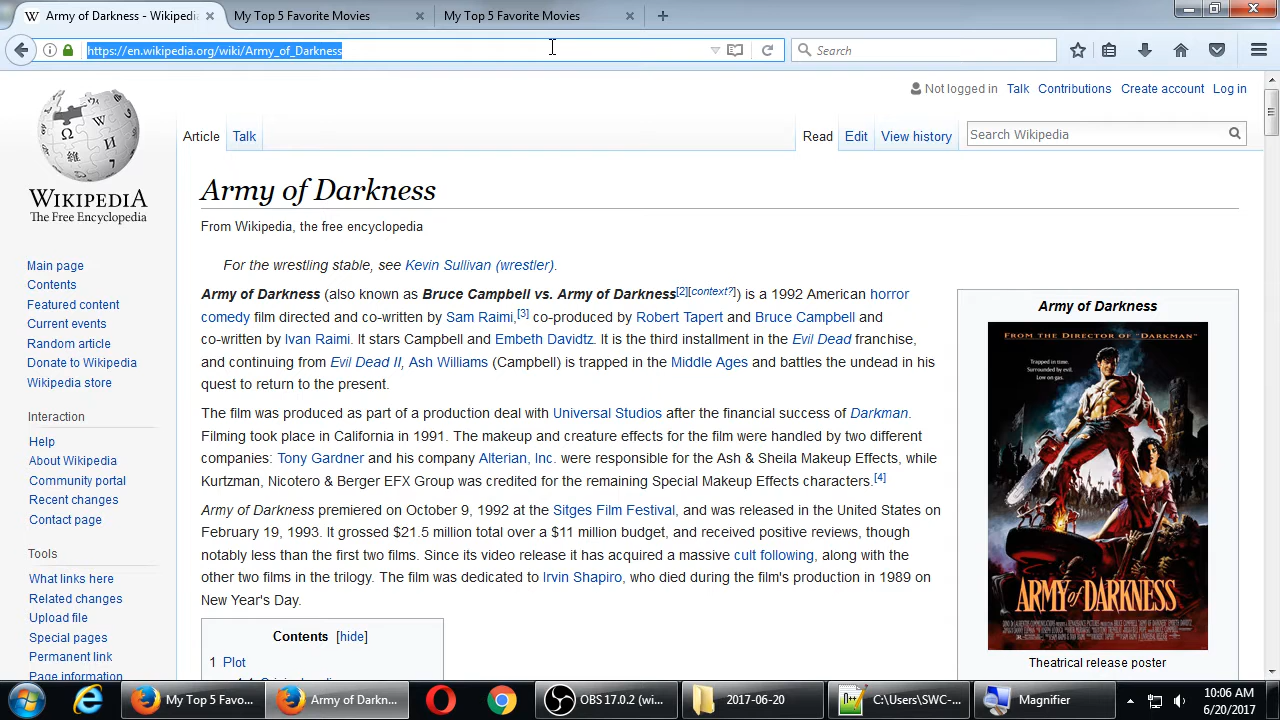 Army of Darkness - Wikipedi
My Top 5 Favorite Movies
My Top 5 Favorite Movies
https://en.wikipedia.org/wiki/Army_of_Darkness
Search
Not logged in Talk Contributions Create account Log in
Article Talk
Read Edit View history
Search Wikipedia
WIKIPEDIA
The Free Encyclopedia
Main page
Contents
Featured content
Current events
Random article
Donate to Wikipedia
Wikipedia store
Interaction
Help
About Wikipedia
Community portal
Recent changes
Contact page
Tools
What links here
Related changes
Upload file
Special pages
Permanent link
Page information
Army of Darkness
From Wikipedia, the free encyclopedia
For the wrestling stable, see Kevin Sullivan (wrestler).
Army of Darkness (also known as Bruce Campbell vs. Army of Darkness[2][context?]) is a 1992 American horror
comedy film directed and co-written by Sam Raimi,[3] co-produced by Robert Tapert and Bruce Campbell and
co-written by Ivan Raimi. It stars Campbell and Embeth Davidtz. It is the third installment in the Evil Dead franchise,
and continuing from Evil Dead II, Ash Williams (Campbell) is trapped in the Middle Ages and battles the undead in his
quest to return to the present.
The film was produced as part of a production deal with Universal Studios after the financial success of Darkman.
Filming took place in California in 1991. The makeup and creature effects for the film were handled by two different
companies: Tony Gardner and his company Alterian, Inc. were responsible for the Ash & Sheila Makeup Effects, while
Kurtzman, Nicotero & Berger EFX Group was credited for the remaining Special Makeup Effects characters.[4]
Army of Darkness premiered on October 9, 1992 at the Sitges Film Festival, and was released in the United States on
February 19, 1993. It grossed $21.5 million total over a $11 million budget, and received positive reviews, though
notably less than the first two films. Since its video release it has acquired a massive cult following, along with the
other two films in the trilogy. The film was dedicated to Irvin Shapiro, who died during the film's production in 1989 on
New Year's Day.
Contents [hide]
1 Plot
Army of Darkness
FROM THE DIRECTOR OF "DARKMAN"
Trapped in time.
Surrounded by evil.
Low on gas.
ARMY of DARKNESS
Theatrical release poster
My Top 5 Favo...
Army of Darkn...
OBS 17.0.2 (wi...
2017-06-20
C:\Users\SWC-...
Magnifier
10:06 AM
6/20/2017